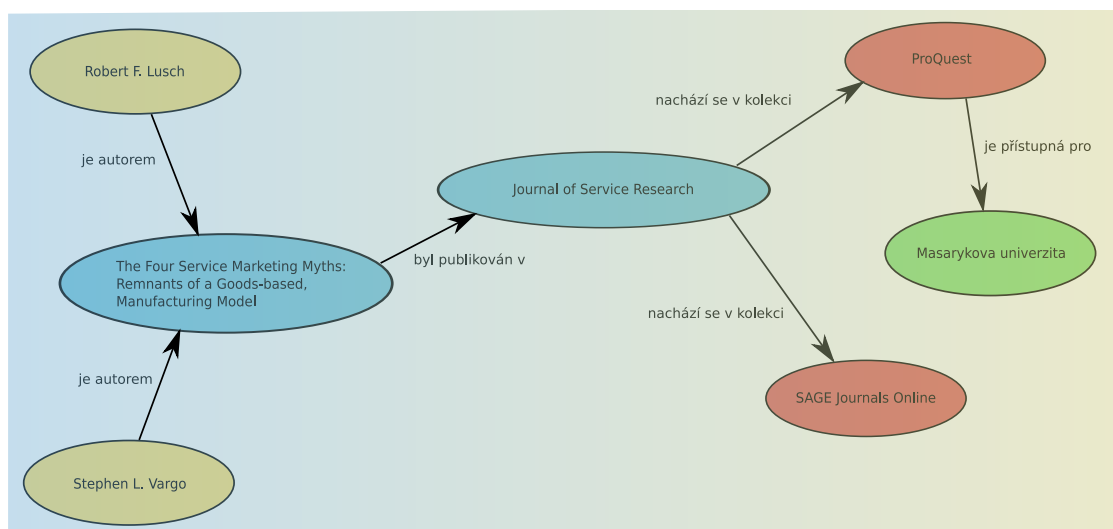 Robert F. Lusch
ProQuest
nachází se v kolekci
je přístupná pro
je autorem
Journal of Service Research
Masarykova univerzita
byl publikován v
The Four Service Marketing Myths:
Remnants of a Goods-based,
Manufacturing Model
nachází se v kolekci
je autorem
SAGE Journals Online
Stephen L. Vargo